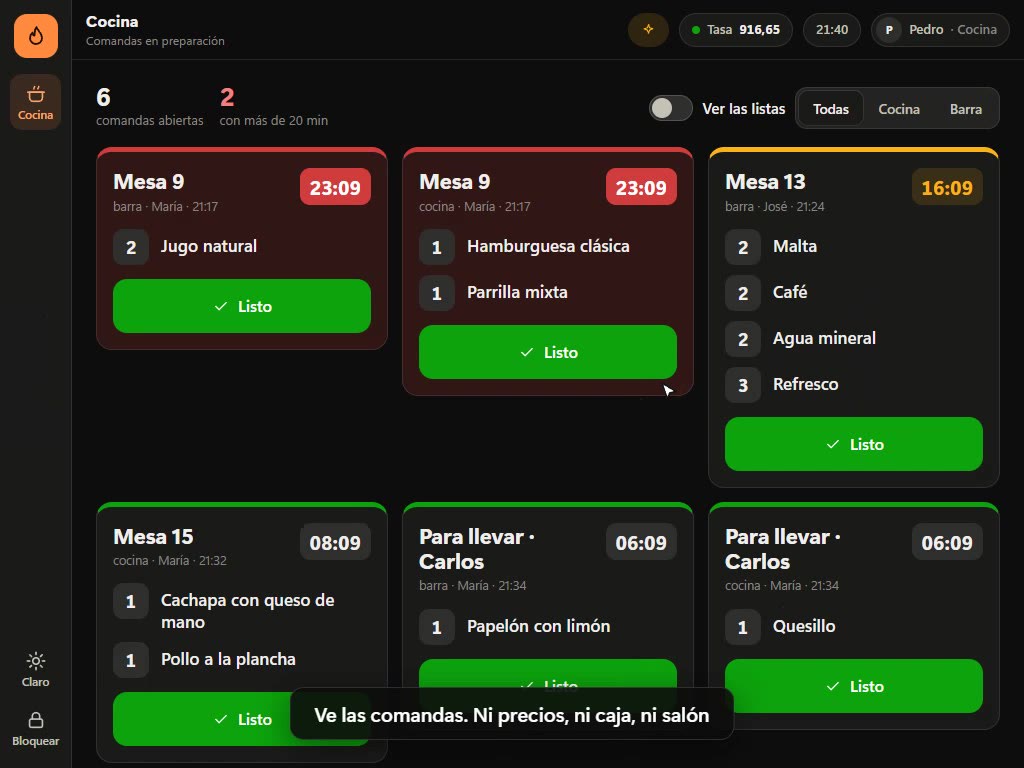 Cocina
Comandas en preparación
Tasa 916,65
21:40
P Pedro · Cocina
Cocina
6
comandas abiertas
2
con más de 20 min
Ver las listas
Todas
Cocina
Barra
Mesa 9
23:09
barra · María · 21:17
2 Jugo natural
Listo
Mesa 9
23:09
cocina · María · 21:17
1 Hamburguesa clásica
1 Parrilla mixta
Listo
Mesa 13
16:09
barra · José · 21:24
2 Malta
2 Café
2 Agua mineral
3 Refresco
Listo
Mesa 15
08:09
cocina · María · 21:32
1 Cachapa con queso de
mano
1 Pollo a la plancha
Listo
Para llevar ·
Carlos
06:09
barra · María · 21:34
1 Papelón con limón
Listo
Para llevar ·
Carlos
06:09
cocina · María · 21:34
1 Quesillo
Listo
Claro
Bloquear
Ve las comandas. Ni precios, ni caja, ni salón